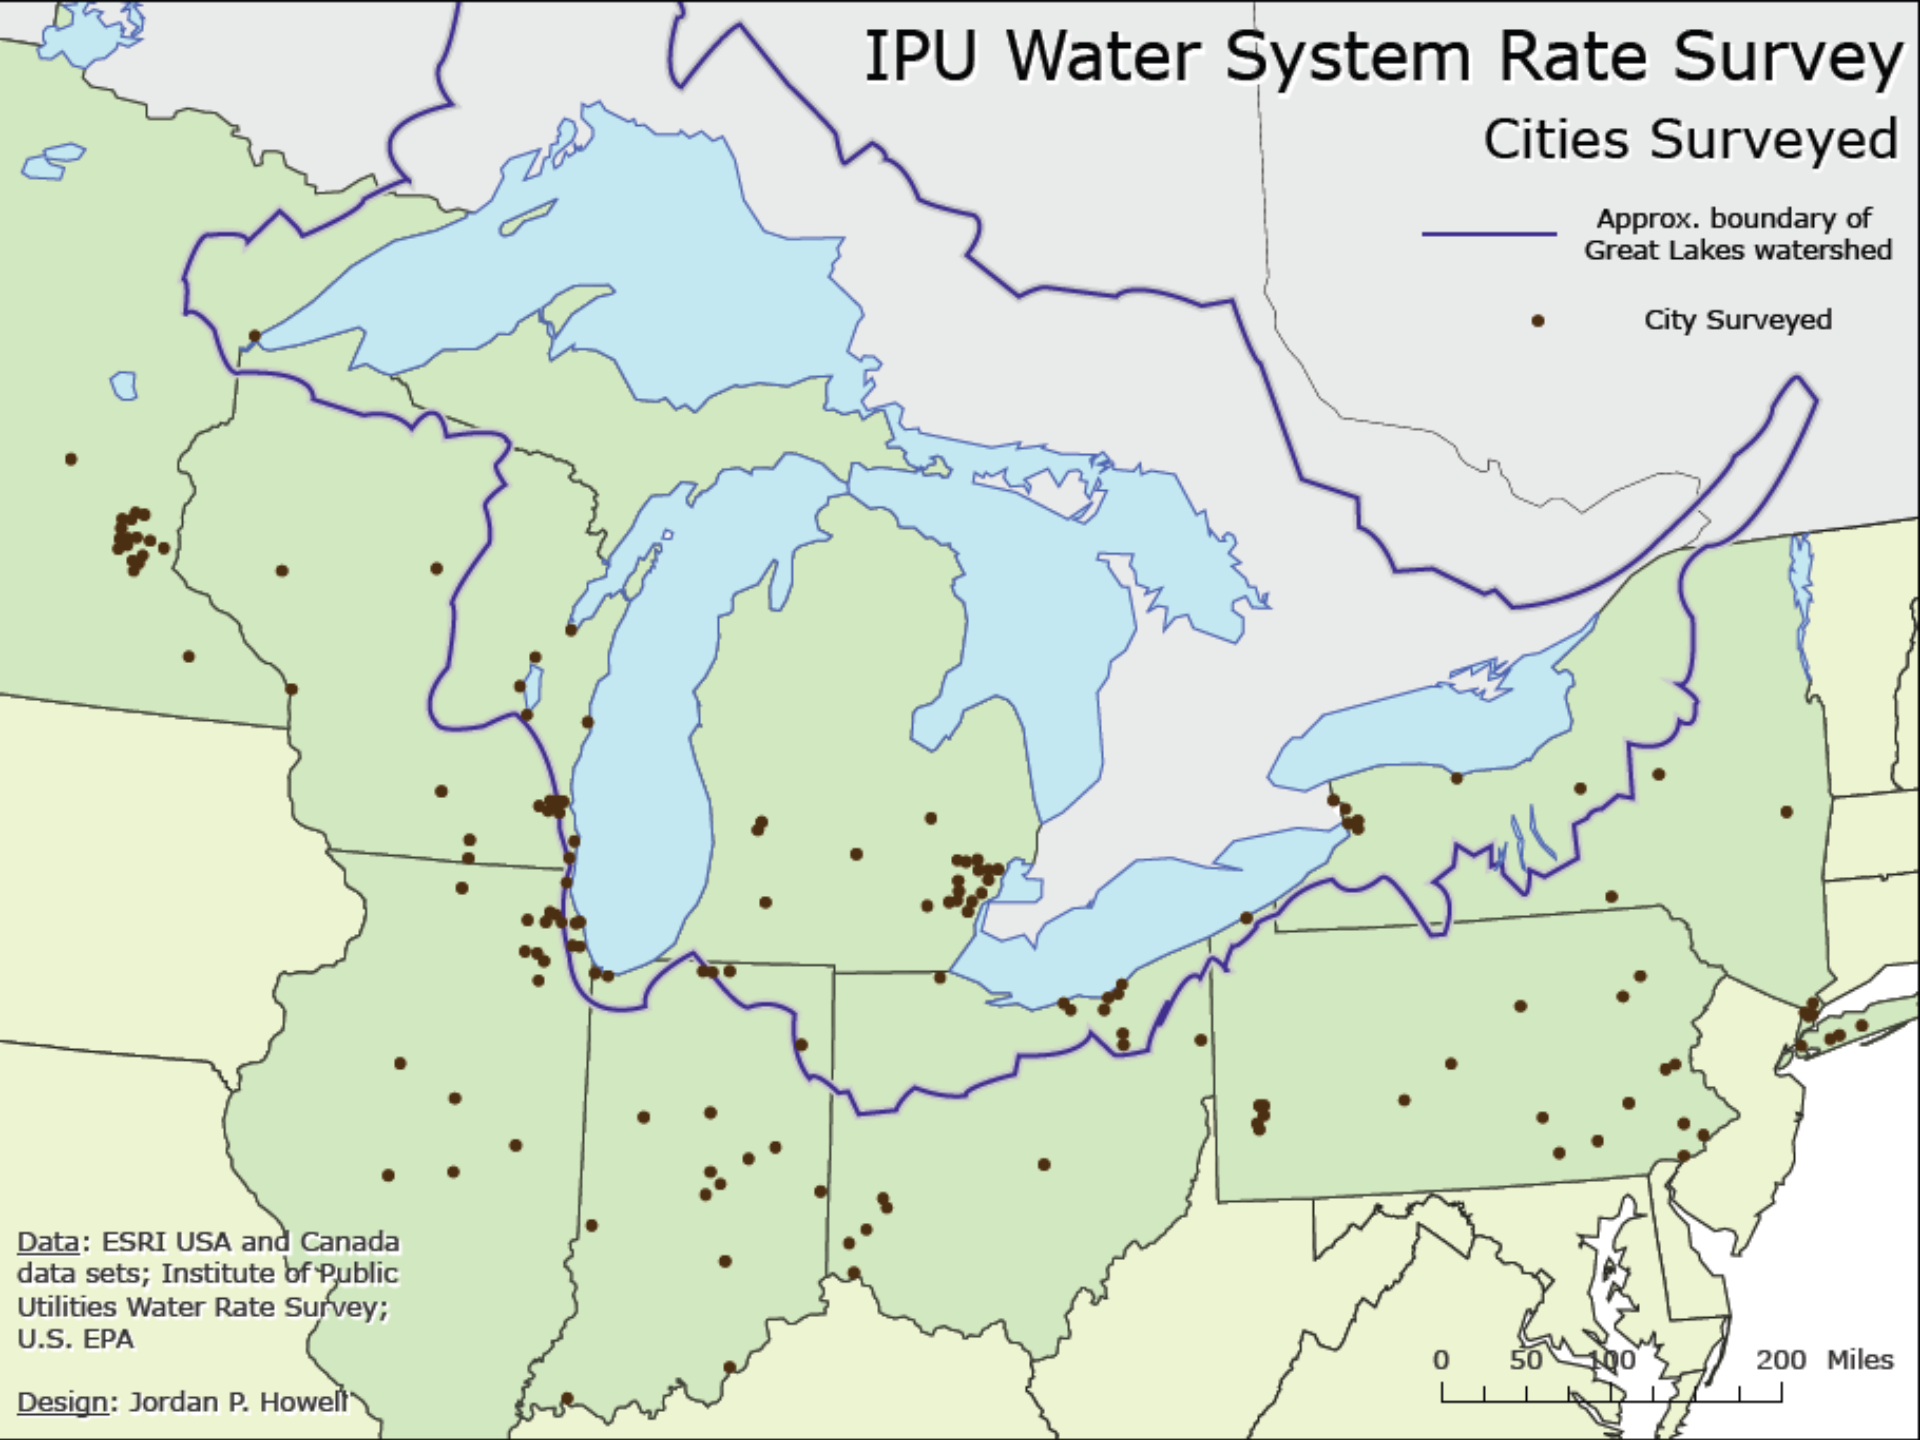 IPU Water System Rate Survey
Cities Surveyed
Approx. boundary of
Great Lakes watershed
City Surveyed
Data: ESRI USA and Canada
data sets; Institute of Public
Utilities Water Rate Survey;
U.S. EPA
Design: Jordan P. Howell
0 50 100 200 Miles